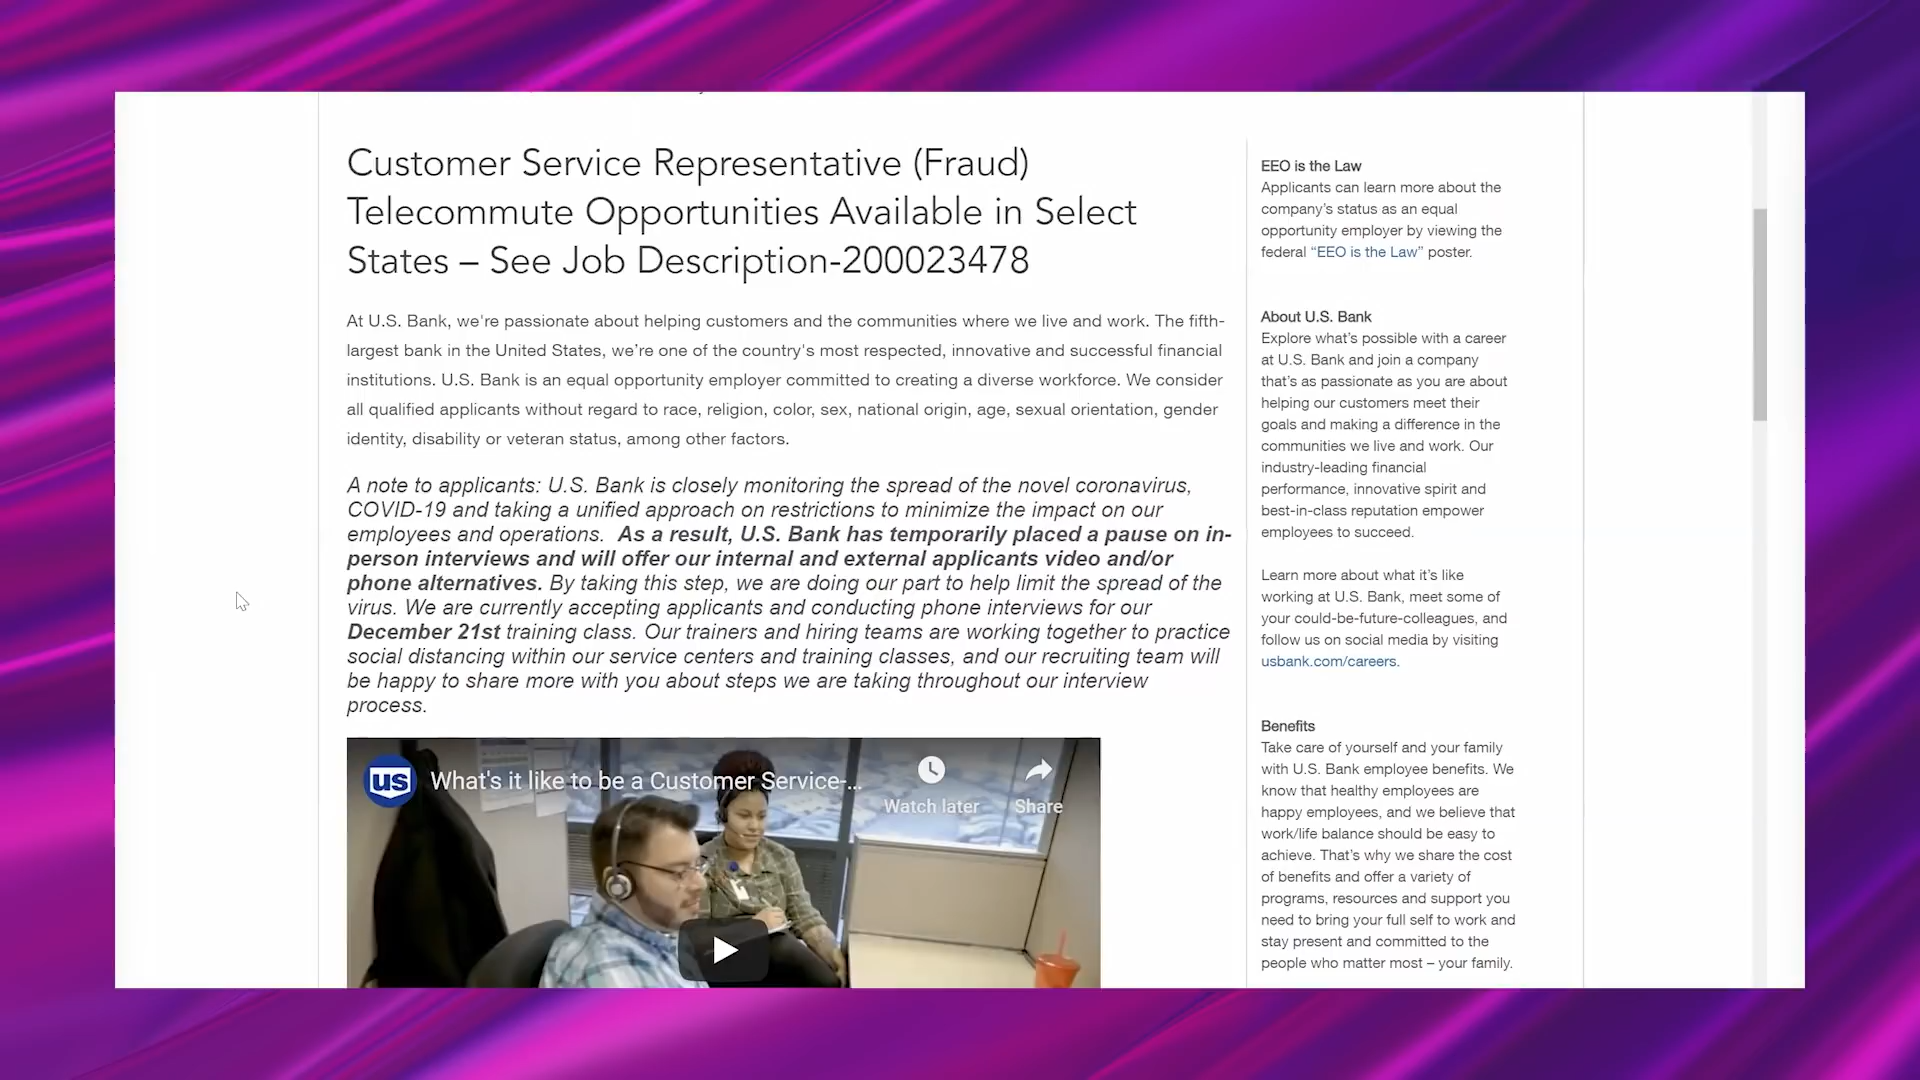 Customer Service Representative (Fraud)
Telecommute Opportunities Available in Select
States – See Job Description-200023478
At U.S. Bank, we're passionate about helping customers and the communities where we live and work. The fifth-
largest bank in the United States, we're one of the country's most respected, innovative and successful financial
institutions. U.S. Bank is an equal opportunity employer committed to creating a diverse workforce. We consider
all qualified applicants without regard to race, religion, color, sex, national origin, age, sexual orientation, gender
identity, disability or veteran status, among other factors.
A note to applicants: U.S. Bank is closely monitoring the spread of the novel coronavirus,
COVID-19 and taking a unified approach on restrictions to minimize the impact on our
employees and operations. As a result, U.S. Bank has temporarily placed a pause on in-
person interviews and will offer our internal and external applicants video and/or
phone alternatives. By taking this step, we are doing our part to help limit the spread of the
virus. We are currently accepting applicants and conducting phone interviews for our
December 21st training class. Our trainers and hiring teams are working together to practice
social distancing within our service centers and training classes, and our recruiting team will
be happy to share more with you about steps we are taking throughout our interview
process.
us
What's it like to be a Customer Service-...
Watch later
Share
EEO is the Law
Applicants can learn more about the
company's status as an equal
opportunity employer by viewing the
federal “EEO is the Law” poster.
About U.S. Bank
Explore what's possible with a career
at U.S. Bank and join a company
that's as passionate as you are about
helping our customers meet their
goals and making a difference in the
communities we live and work. Our
industry-leading financial
performance, innovative spirit and
best-in-class reputation empower
employees to succeed.
Learn more about what it's like
working at U.S. Bank, meet some of
your could-be-future-colleagues, and
follow us on social media by visiting
usbank.com/careers.
Benefits
Take care of yourself and your family
with U.S. Bank employee benefits. We
know that healthy employees are
happy employees, and we believe that
work/life balance should be easy to
achieve. That's why we share the cost
of benefits and offer a variety of
programs, resources and support you
need to bring your full self to work and
stay present and committed to the
people who matter most – your family.